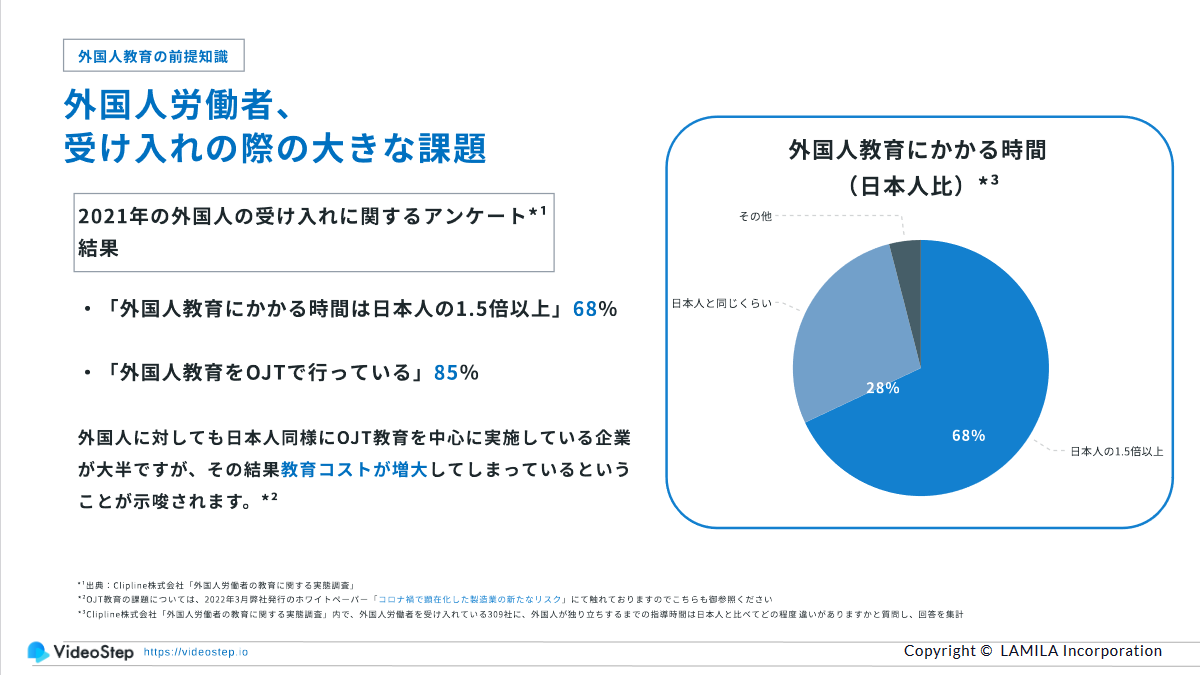 外国人教育の前提知識
外国人労働者、
受け入れの際の大きな課題
2021年の外国人の受け入れに関するアンケート*¹
結果
・「外国人教育にかかる時間は日本人の1.5倍以上」68%
・「外国人教育をOJTで行っている」85%
外国人に対しても日本人同様にOJT教育を中心に実施している企業
が大半ですが、その結果教育コストが増大してしまっているという
ことが示唆されます。*²
外国人教育にかかる時間
（日本人比）*³
その他
日本人と同じくらい
28%
68%
日本人の1.5倍以上
*¹出典：Clipline株式会社「外国人労働者の教育に関する実態調査」
*²OJT教育の課題については、2022年3月弊社発行のホワイトペーパー「コロナ禍で顕在化した製造業の新たなリスク」にて触れておりますのでこちらも御参照ください
*³Clipline株式会社「外国人労働者の教育に関する実態調査」内で、外国人労働者を受け入れている309社に、外国人が独り立ちするまでの指導時間は日本人と比べてどの程度違いがありますかと質問し、回答を集計
VideoStep https://videostep.io
Copyright © LAMILA Incorporation